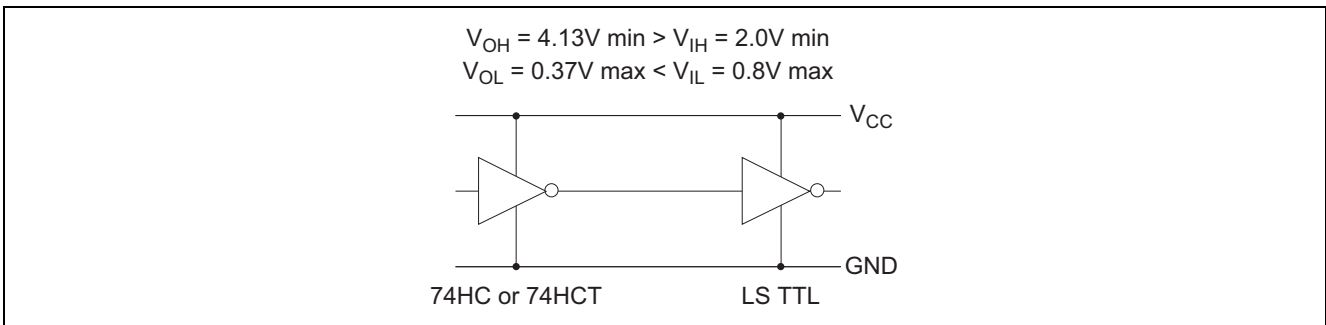 VOH = 4.13V min > VIH = 2.0V min
VOL = 0.37V max < VIL = 0.8V max
VCC
GND
74HC or 74HCT LS TTL